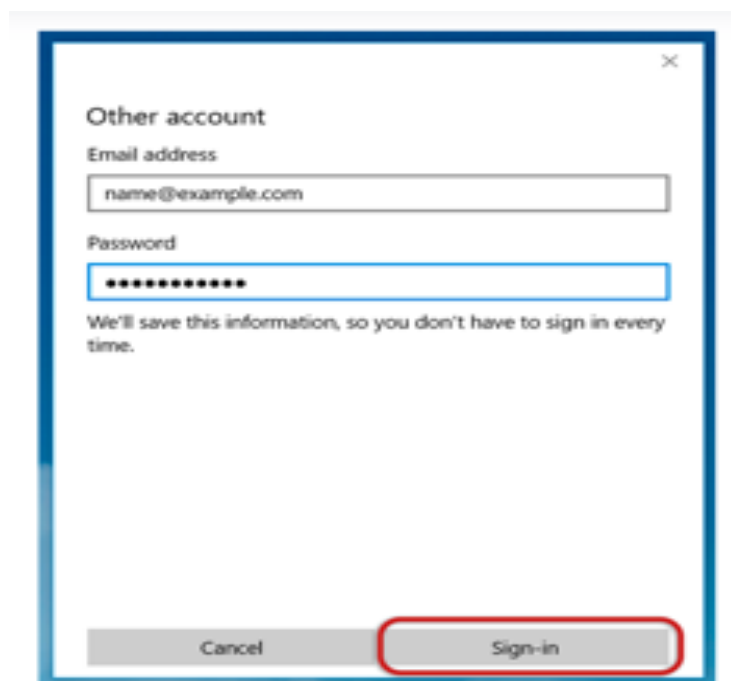 Other account
Email address
name@example.com
Password
•••••••••••
We'll save this information, so you don't have to sign in every
time.
Cancel
Sign-in